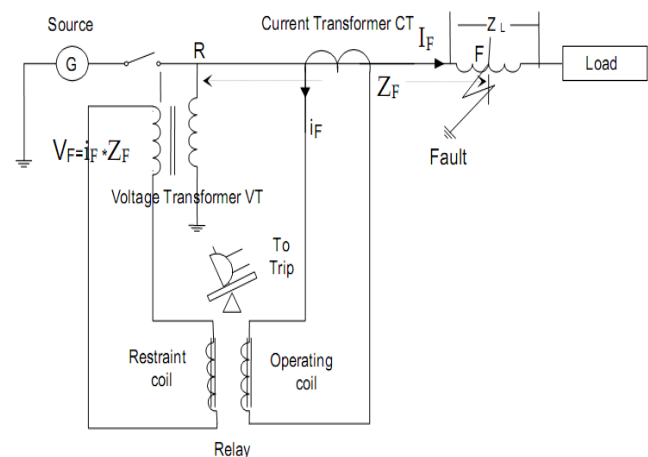 Source
Current Transformer CT
I_F
Z_L
G
R
F
Load
Z_F
i_F
V_F=i_F*Z_F
Fault
Voltage Transformer VT
To
Trip
Restraint
coil
Operating
coil
Relay